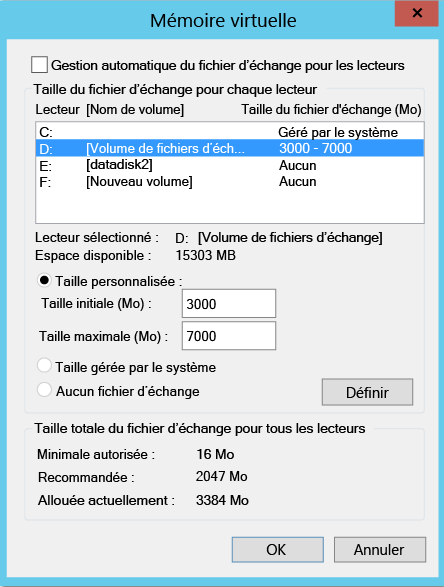 Mémoire virtuelle
Gestion automatique du fichier d'échange pour les lecteurs
Taille du fichier d'échange pour chaque lecteur
Lecteur [Nom de volume] Taille du fichier d'échange (Mo)
C: Géré par le système
D: [Volume de fichiers d'éch... 3000 - 7000
E: [datadisk2] Aucun
F: [Nouveau volume] Aucun
Lecteur sélectionné : D: [Volume de fichiers d'échange]
Espace disponible : 15303 MB
Taille personnalisée :
Taille initiale (Mo) : 3000
Taille maximale (Mo) : 7000
Taille gérée par le système
Aucun fichier d'échange
Définir
Taille totale du fichier d'échange pour tous les lecteurs
Minimale autorisée : 16 Mo
Recommandée : 2047 Mo
Allouée actuellement : 3384 Mo
OK Annuler